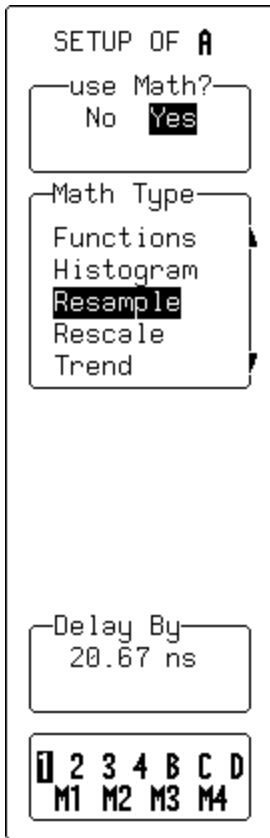 SETUP OF A
use Math?
No Yes
Math Type
Functions
Histogram
Resample
Rescale
Trend
Delay By
20.67 ns
1 2 3 4 B C D
M1 M2 M3 M4